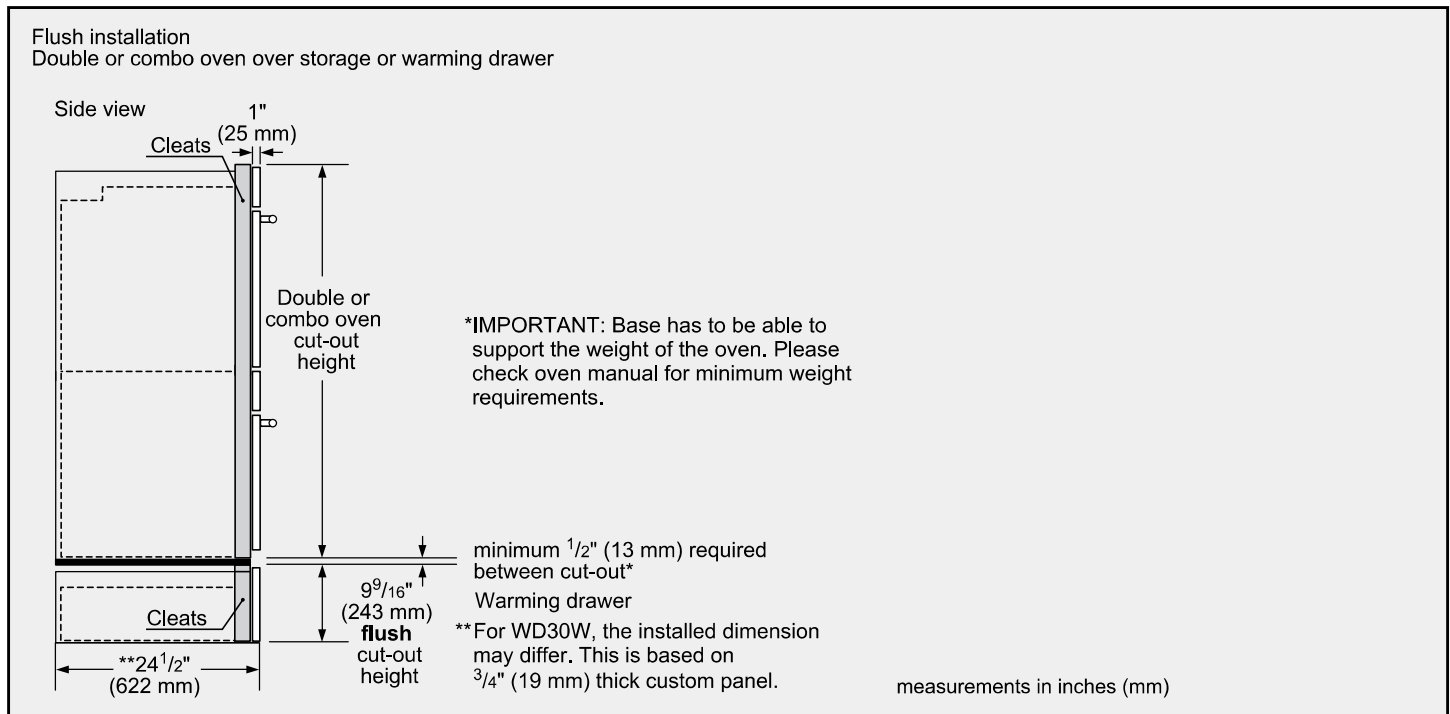 Flush installation
Double or combo oven over storage or warming drawer
Side view
1"
(25 mm)
Cleats
Double or
combo oven
cut-out
height
*IMPORTANT: Base has to be able to
support the weight of the oven. Please
check oven manual for minimum weight
requirements.
minimum 1/2" (13 mm) required
between cut-out*
9 9/16"
(243 mm)
flush
cut-out
height
Warming drawer
Cleats
**For WD30W, the installed dimension
may differ. This is based on
3/4" (19 mm) thick custom panel.
**24 1/2"
(622 mm)
measurements in inches (mm)